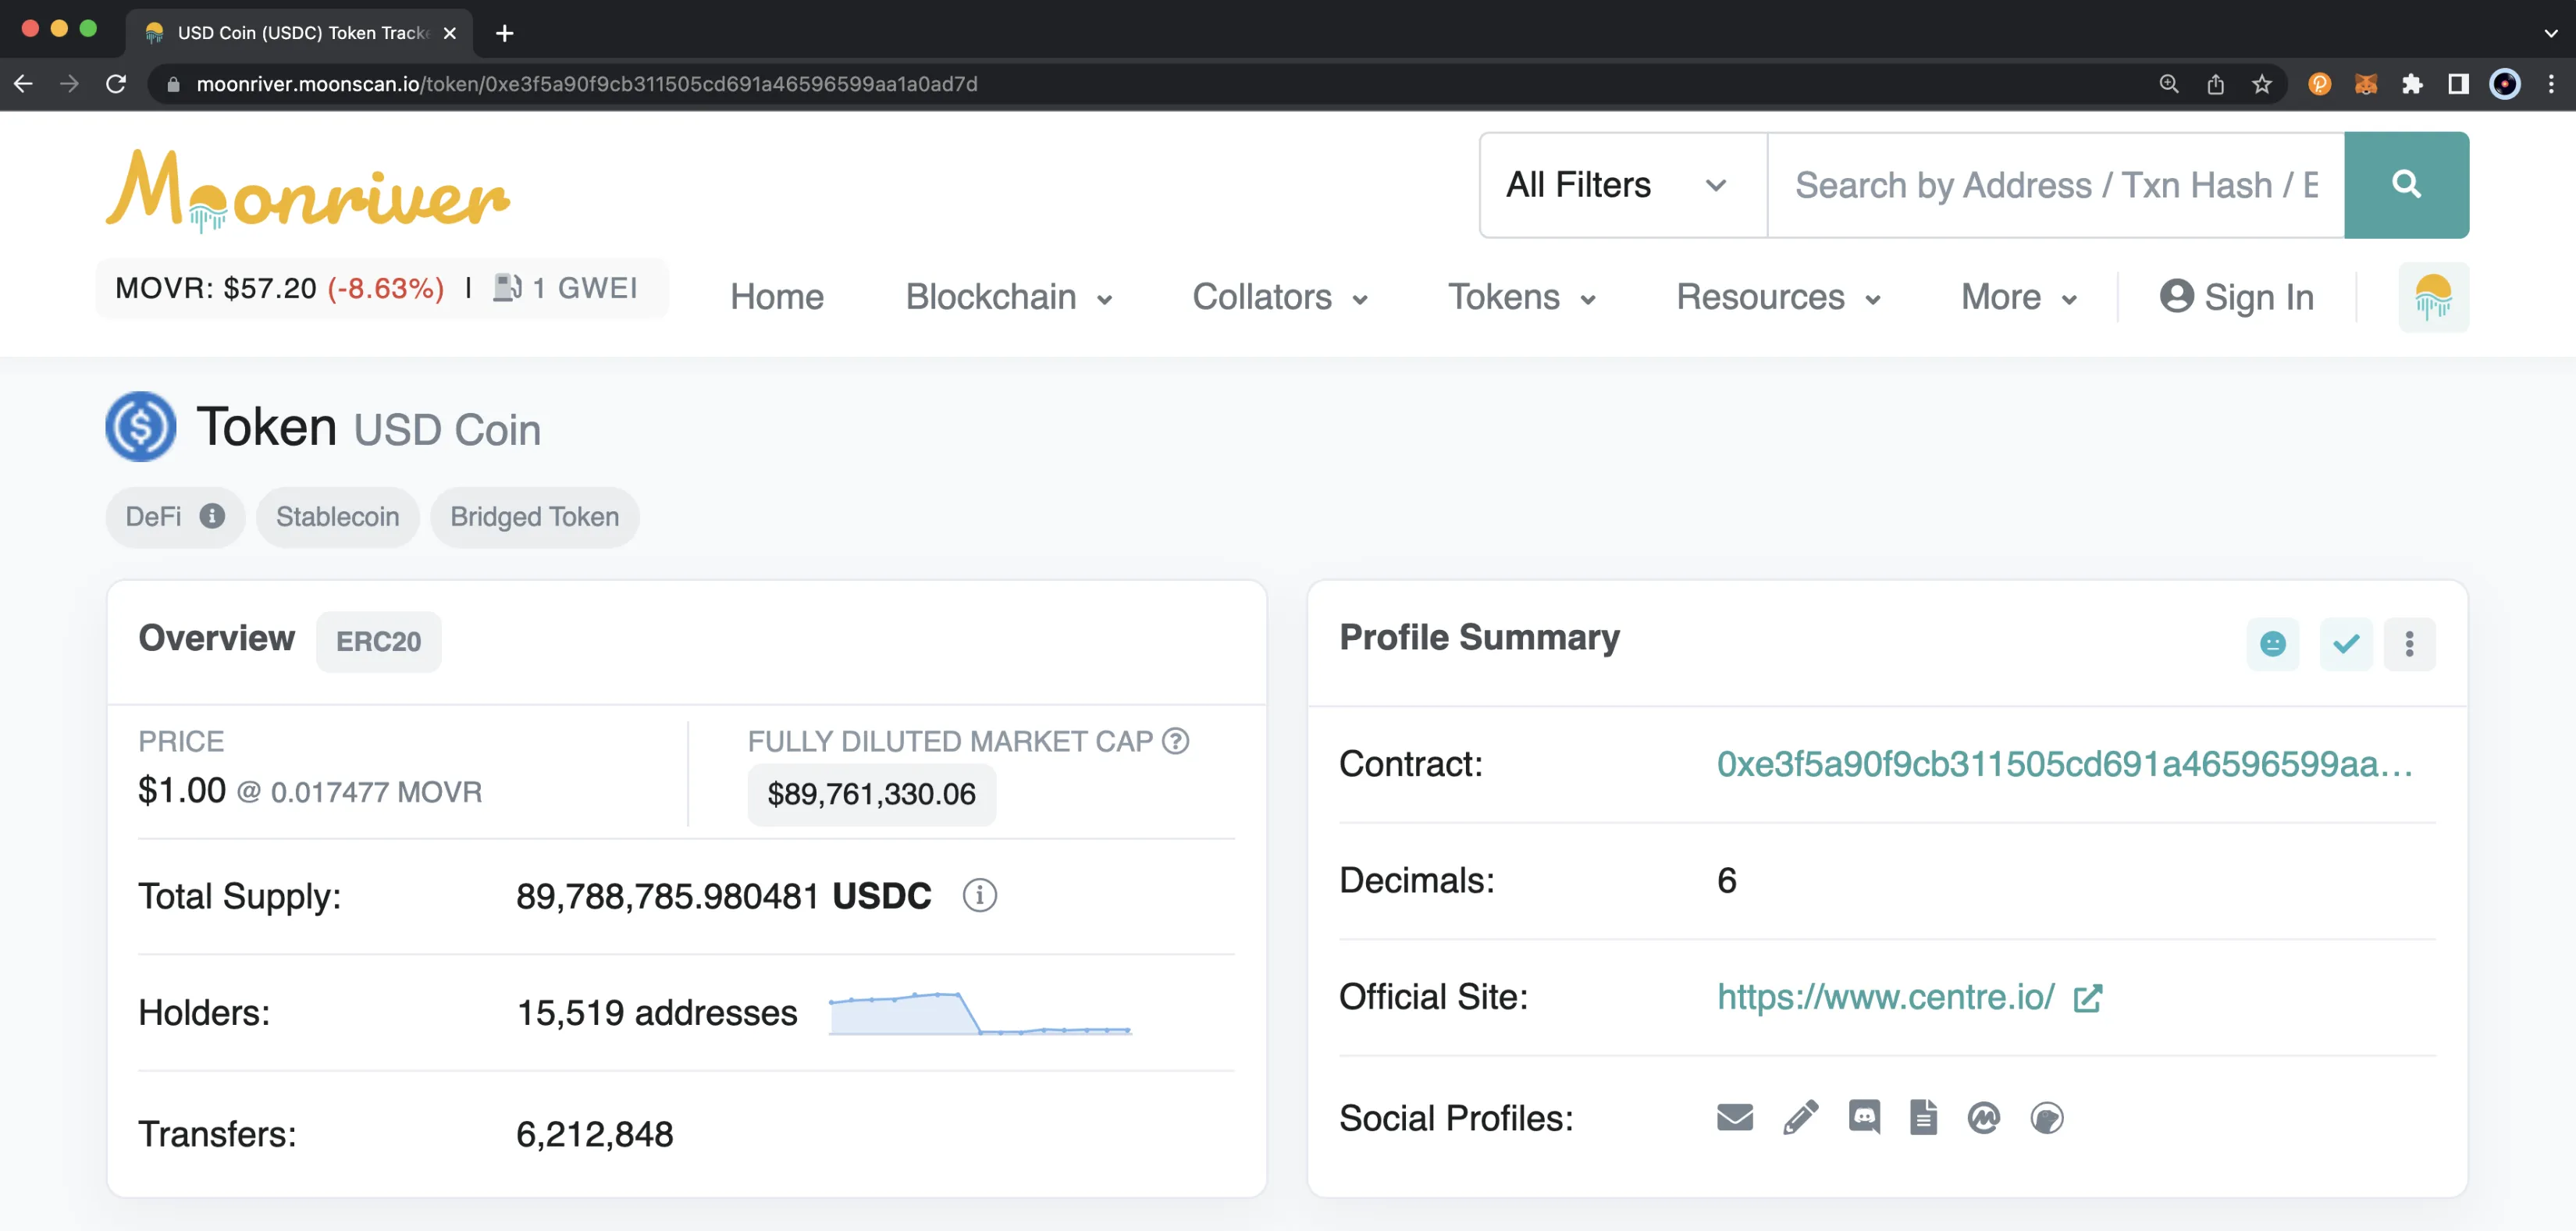 USD Coin (USDC) Token Tracke
moonriver.moonscan.io/token/0xe3f5a90f9cb311505cd691a46596599aa1a0ad7d
Moonriver
All Filters
Search by Address / Txn Hash / B
MOVR: $57.20 (-8.63%) | 1 GWEI
Home
Blockchain
Collators
Tokens
Resources
More
Sign In
Token USD Coin
DeFi
Stablecoin
Bridged Token
Overview ERC20
PRICE
$1.00 @ 0.017477 MOVR
FULLY DILUTED MARKET CAP
$89,761,330.06
Total Supply: 89,788,785.980481 USDC
Holders: 15,519 addresses
Transfers: 6,212,848
Profile Summary
Contract: 0xe3f5a90f9cb311505cd691a46596599aa...
Decimals: 6
Official Site: https://www.centre.io/
Social Profiles: